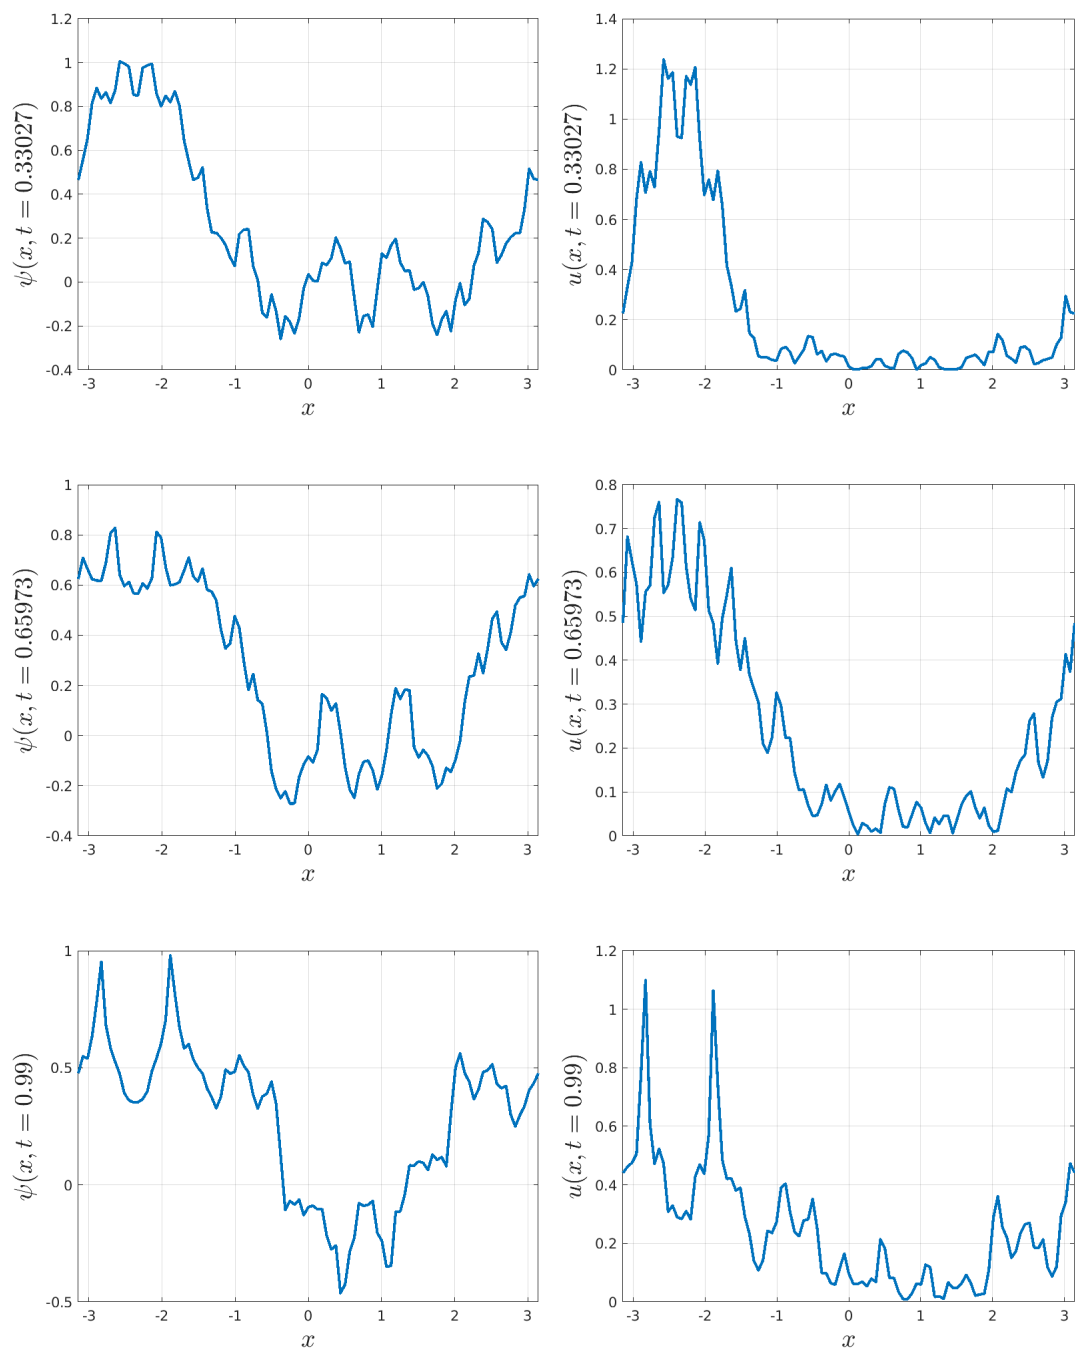 ψ(x, t = 0.33027)
1.2
1
0.8
0.6
0.4
0.2
0
-0.2
-0.4
-3 -2 -1 0 1 2 3
x
u(x, t = 0.33027)
1.4
1.2
1
0.8
0.6
0.4
0.2
0
-3 -2 -1 0 1 2 3
x
ψ(x, t = 0.65973)
1
0.8
0.6
0.4
0.2
0
-0.2
-0.4
-3 -2 -1 0 1 2 3
x
u(x, t = 0.65973)
0.8
0.7
0.6
0.5
0.4
0.3
0.2
0.1
0
-3 -2 -1 0 1 2 3
x
ψ(x, t = 0.99)
1
0.5
0
-0.5
-3 -2 -1 0 1 2 3
x
u(x, t = 0.99)
1.2
1
0.8
0.6
0.4
0.2
0
-3 -2 -1 0 1 2 3
x